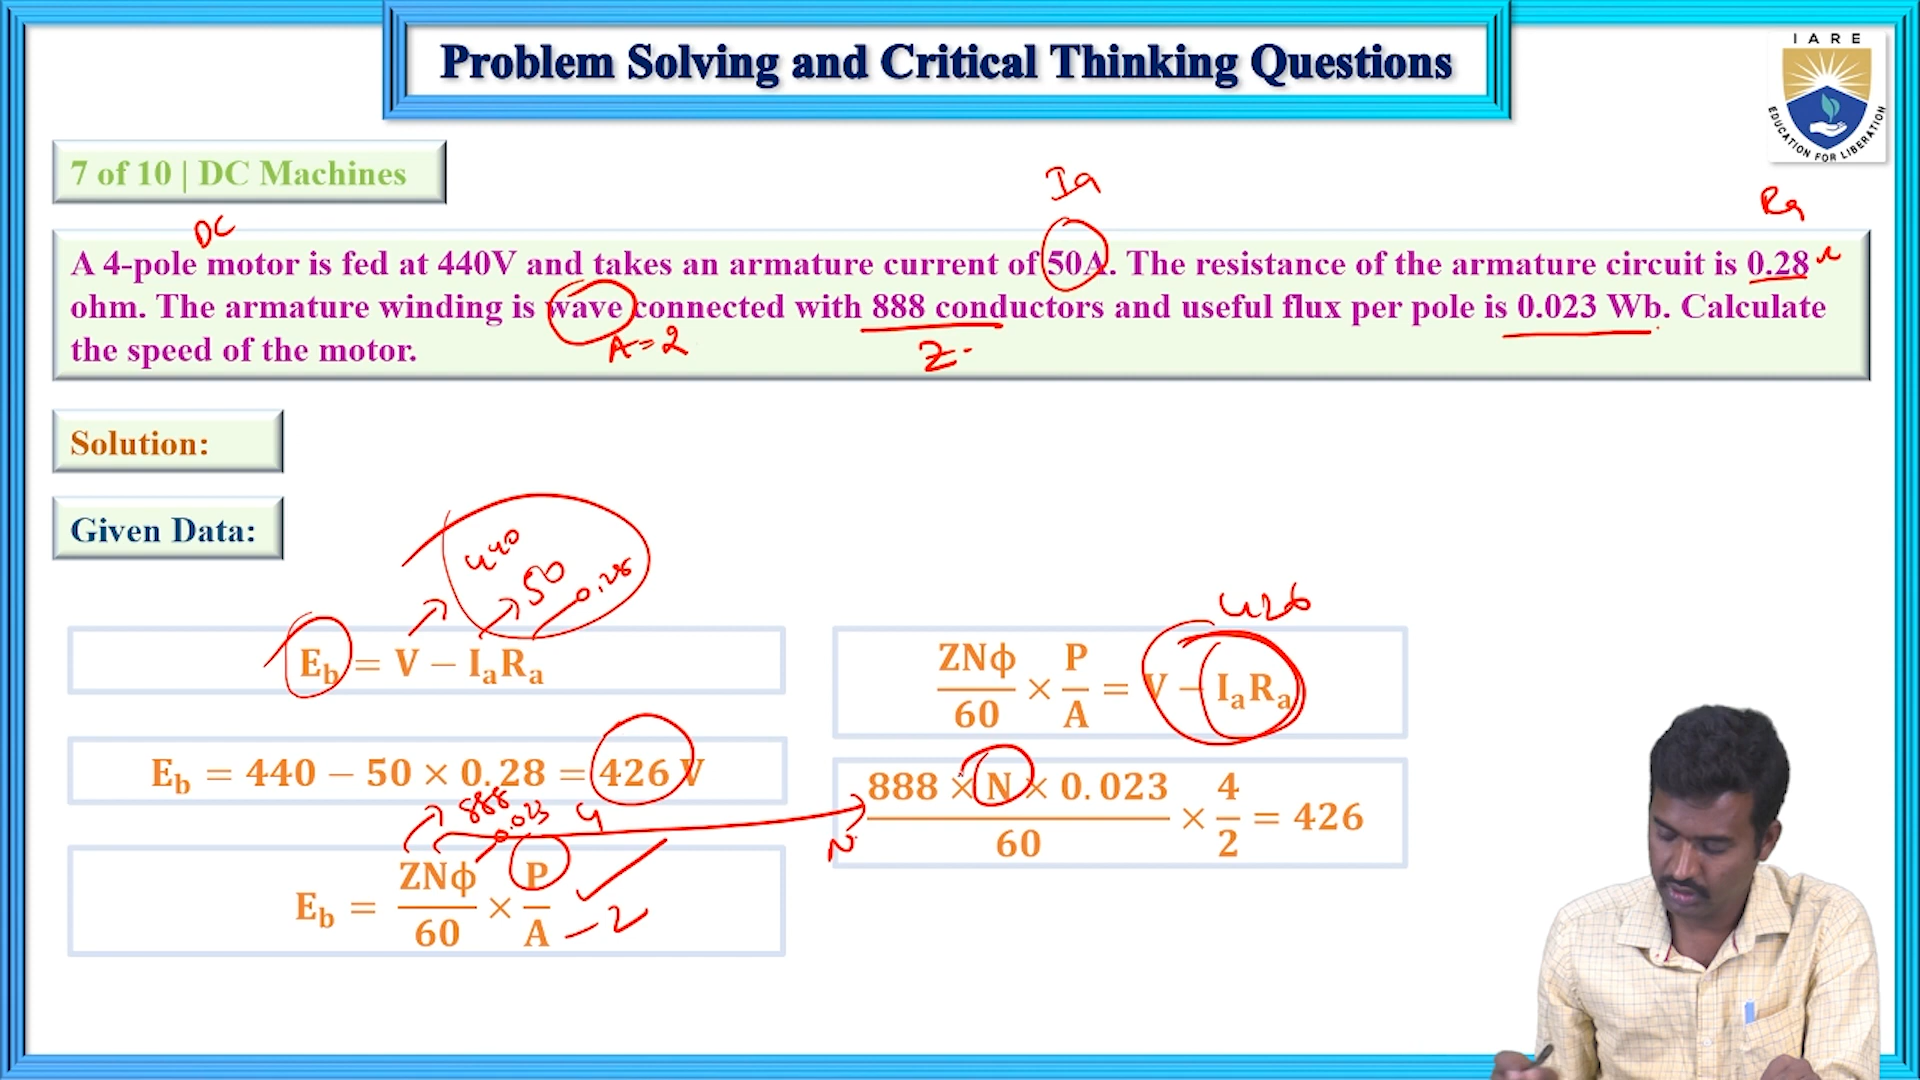 Problem Solving and Critical Thinking Questions
IARE
EDUCATION FOR LIBERATION
7 of 10 | DC Machines
Ia
Ra
DC
A 4-pole motor is fed at 440V and takes an armature current of 50A. The resistance of the armature circuit is 0.28
ohm. The armature winding is wave connected with 888 conductors and useful flux per pole is 0.023 Wb. Calculate
the speed of the motor.
A=2
Z
Solution:
Given Data:
440
50
0.28
E_b = V − I_aR_a
E_b = 440 − 50 × 0.28 = 426 V
888
0.023
4
E_b = ZNϕ/60 × P/A
-2
426
ZNϕ/60 × P/A = V − I_aR_a
N
888 × N × 0.023/60 × 4/2 = 426